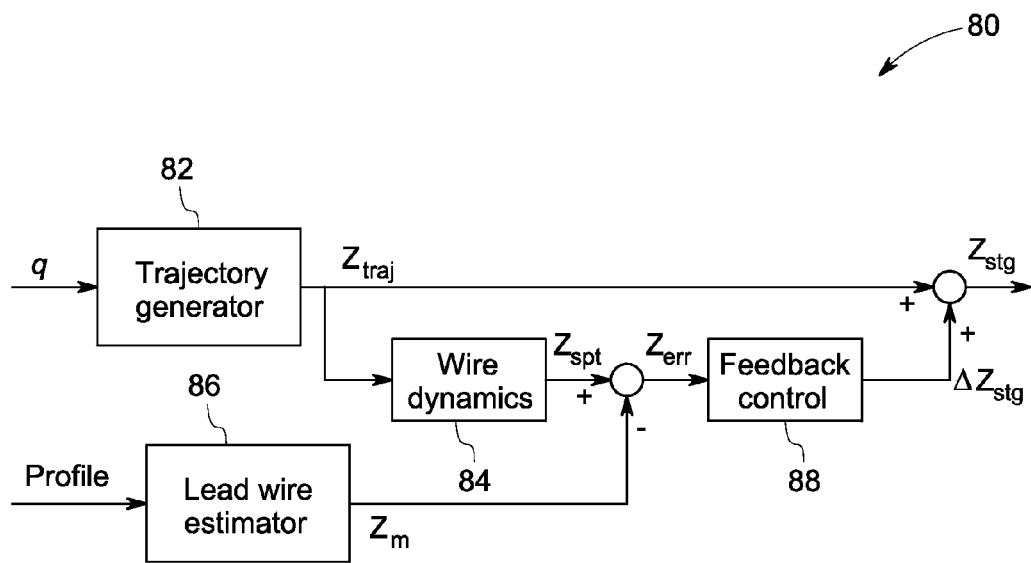 80
82
q
Trajectory
generator
Z_traj
Z_stg
+
+
Wire
dynamics
Z_spt
+
-
Z_err
Feedback
control
ΔZ_stg
84
88
86
Profile
Lead wire
estimator
Z_m